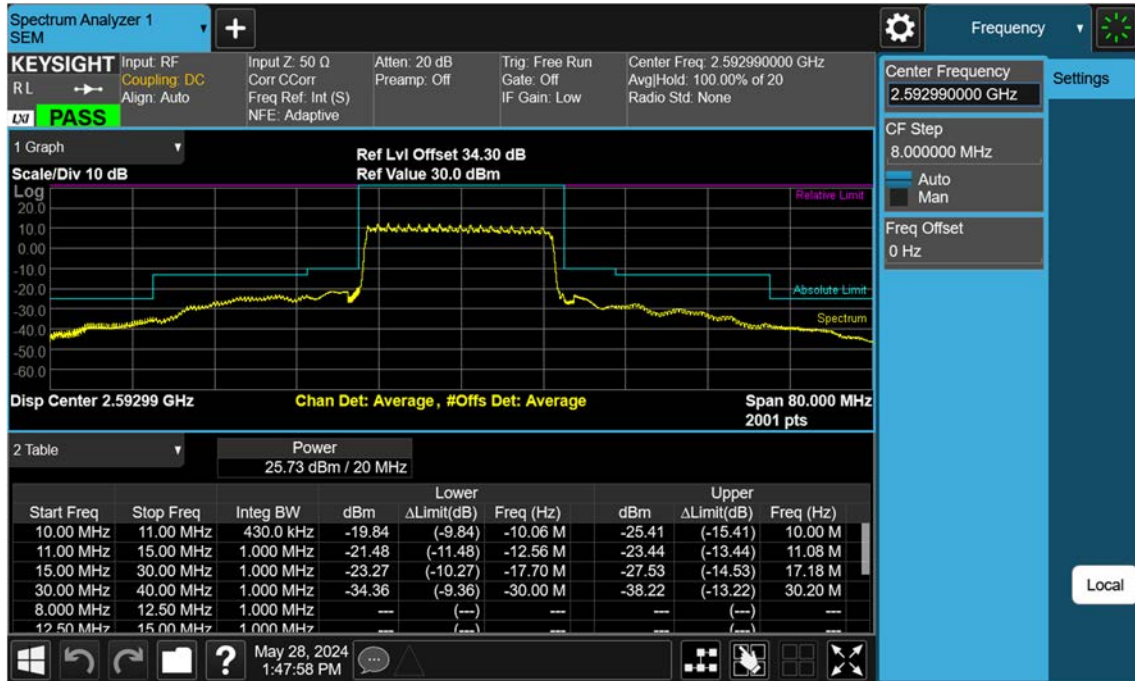 Spectrum Analyzer 1
SEM
Frequency
KEYSIGHT
RL
LXI
PASS
Input: RF
Coupling: DC
Align: Auto
Input Z: 50 Ω
Corr CCorr
Freq Ref: Int (S)
NFE: Adaptive
Atten: 20 dB
Preamp: Off
Trig: Free Run
Gate: Off
IF Gain: Low
Center Freq: 2.592990000 GHz
Avg|Hold: 100.00% of 20
Radio Std: None
Center Frequency
2.592990000 GHz
Settings
CF Step
8.000000 MHz
Auto
Man
Freq Offset
0 Hz
1 Graph
Scale/Div 10 dB
Ref Lvl Offset 34.30 dB
Ref Value 30.0 dBm
Log
20.0
10.0
0.00
-10.0
-20.0
-30.0
-40.0
-50.0
-60.0
Relative Limit
Absolute Limit
Spectrum
Disp Center 2.59299 GHz
Chan Det: Average , #Offs Det: Average
Span 80.000 MHz
2001 pts
2 Table
Power
25.73 dBm / 20 MHz
Lower Upper
Start Freq Stop Freq Integ BW dBm ΔLimit(dB) Freq (Hz) dBm ΔLimit(dB) Freq (Hz)
10.00 MHz 11.00 MHz 430.0 kHz -19.84 (-9.84) -10.06 M -25.41 (-15.41) 10.00 M
11.00 MHz 15.00 MHz 1.000 MHz -21.48 (-11.48) -12.56 M -23.44 (-13.44) 11.08 M
15.00 MHz 30.00 MHz 1.000 MHz -23.27 (-10.27) -17.70 M -27.53 (-14.53) 17.18 M
30.00 MHz 40.00 MHz 1.000 MHz -34.36 (-9.36) -30.00 M -38.22 (-13.22) 30.20 M
8.000 MHz 12.50 MHz 1.000 MHz --- (---) --- --- (---) ---
12.50 MHz 15.00 MHz 1.000 MHz --- (---) --- --- (---) ---
Local
May 28, 2024
1:47:58 PM